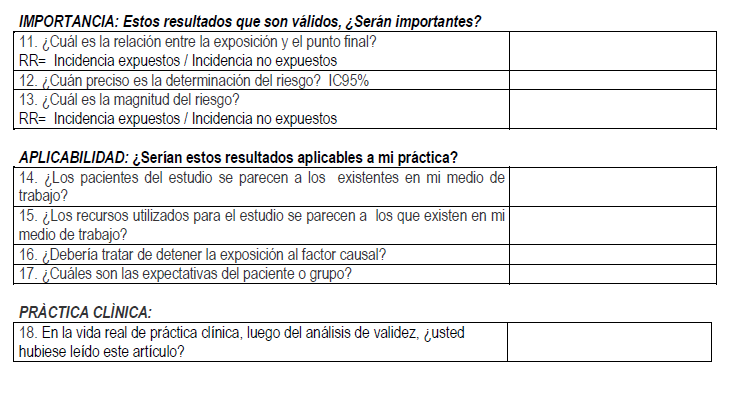 IMPORTANCIA: Estos resultados que son válidos, ¿Serán importantes?
11. ¿Cuál es la relación entre la exposición y el punto final?
RR= Incidencia expuestos / Incidencia no expuestos
12. ¿Cuán preciso es la determinación del riesgo? IC95%
13. ¿Cuál es la magnitud del riesgo?
RR= Incidencia expuestos / Incidencia no expuestos
APLICABILIDAD: ¿Serían estos resultados aplicables a mi práctica?
14. ¿Los pacientes del estudio se parecen a los existentes en mi medio de
trabajo?
15. ¿Los recursos utilizados para el estudio se parecen a los que existen en mi
medio de trabajo?
16. ¿Debería tratar de detener la exposición al factor causal?
17. ¿Cuáles son las expectativas del paciente o grupo?
PRÀCTICA CLÌNICA:
18. En la vida real de práctica clínica, luego del análisis de validez, ¿usted
hubiese leído este artículo?